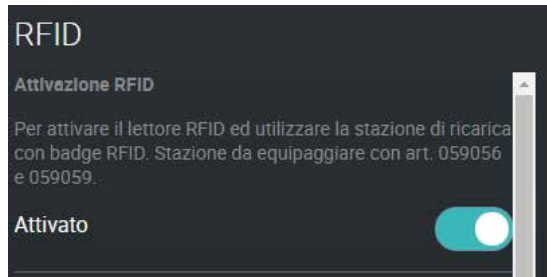 RFID
Attivazione RFID
Per attivare il lettore RFID ed utilizzare la stazione di ricarica
con badge RFID. Stazione da equipaggiare con art. 059056
e 059059.
Attivato